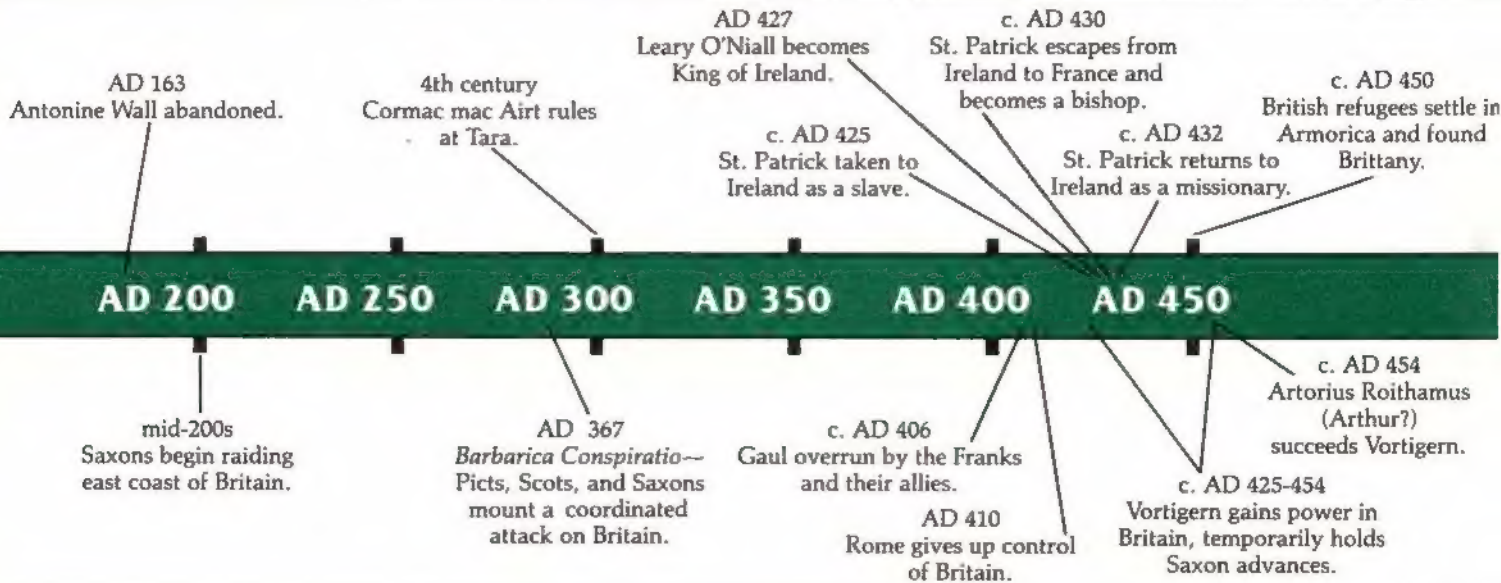 AD 163
Antonine Wall abandoned.
4th century
Cormac mac Airt rules
at Tara.
AD 427
Leary O'Niall becomes
King of Ireland.
c. AD 425
St. Patrick taken to
Ireland as a slave.
c. AD 430
St. Patrick escapes from
Ireland to France and
becomes a bishop.
c. AD 432
St. Patrick returns to
Ireland as a missionary.
c. AD 450
British refugees settle in
Armorica and found
Brittany.
AD 200 AD 250 AD 300 AD 350 AD 400 AD 450
mid-200s
Saxons begin raiding
east coast of Britain.
AD 367
Barbarica Conspiratio—
Picts, Scots, and Saxons
mount a coordinated
attack on Britain.
c. AD 406
Gaul overrun by the Franks
and their allies.
AD 410
Rome gives up control
of Britain.
c. AD 425-454
Vortigern gains power in
Britain, temporarily holds
Saxon advances.
c. AD 454
Artorius Roithamus
(Arthur?)
succeeds Vortigern.